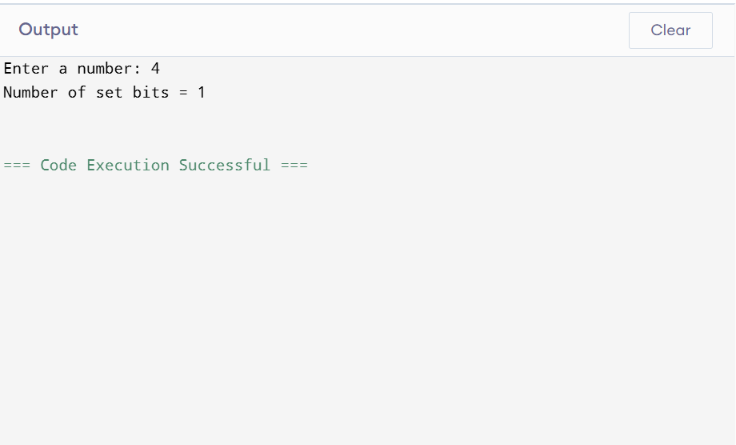 Output
Clear
Enter a number: 4
Number of set bits = 1
=== Code Execution Successful ===